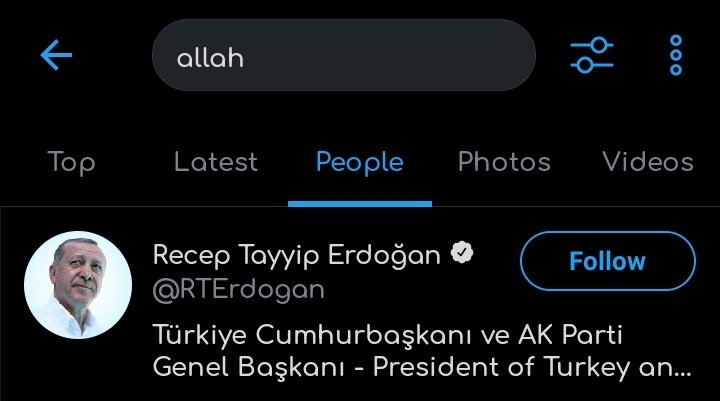 allah
Top Latest People Photos Videos
Recep Tayyip Erdoğan
Follow
@RTErdogan
Türkiye Cumhurbaşkanı ve AK Parti
Genel Başkanı - President of Turkey an...